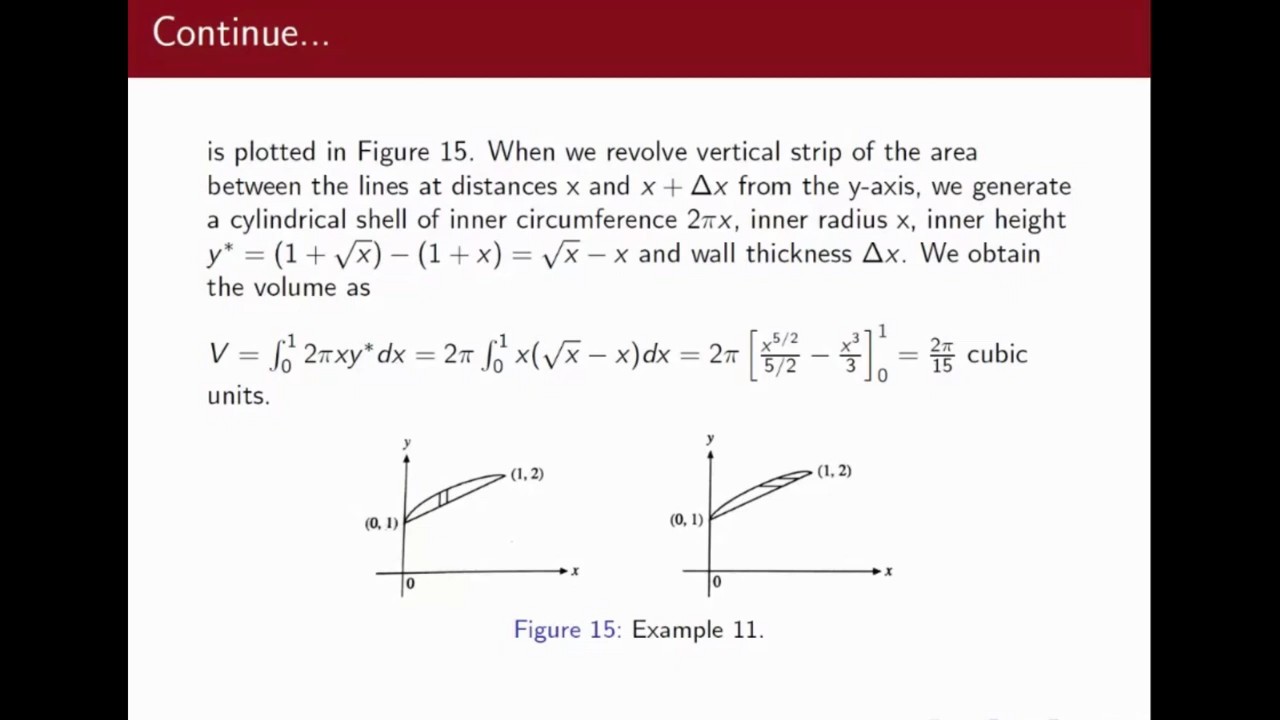 Continue...
is plotted in Figure 15. When we revolve vertical strip of the area
between the lines at distances x and x + Δx from the y-axis, we generate
a cylindrical shell of inner circumference 2πx, inner radius x, inner height
y* = (1 + √x) − (1 + x) = √x − x and wall thickness Δx. We obtain
the volume as
V = ∫₀¹ 2πxy* dx = 2π ∫₀¹ x(√x − x)dx = 2π [x^{5/2}/(5/2) − x³/3]₀¹ = 2π/15 cubic
units.
y
(1, 2)
(0, 1)
0
x
y
(1, 2)
(0, 1)
0
x
Figure 15: Example 11.